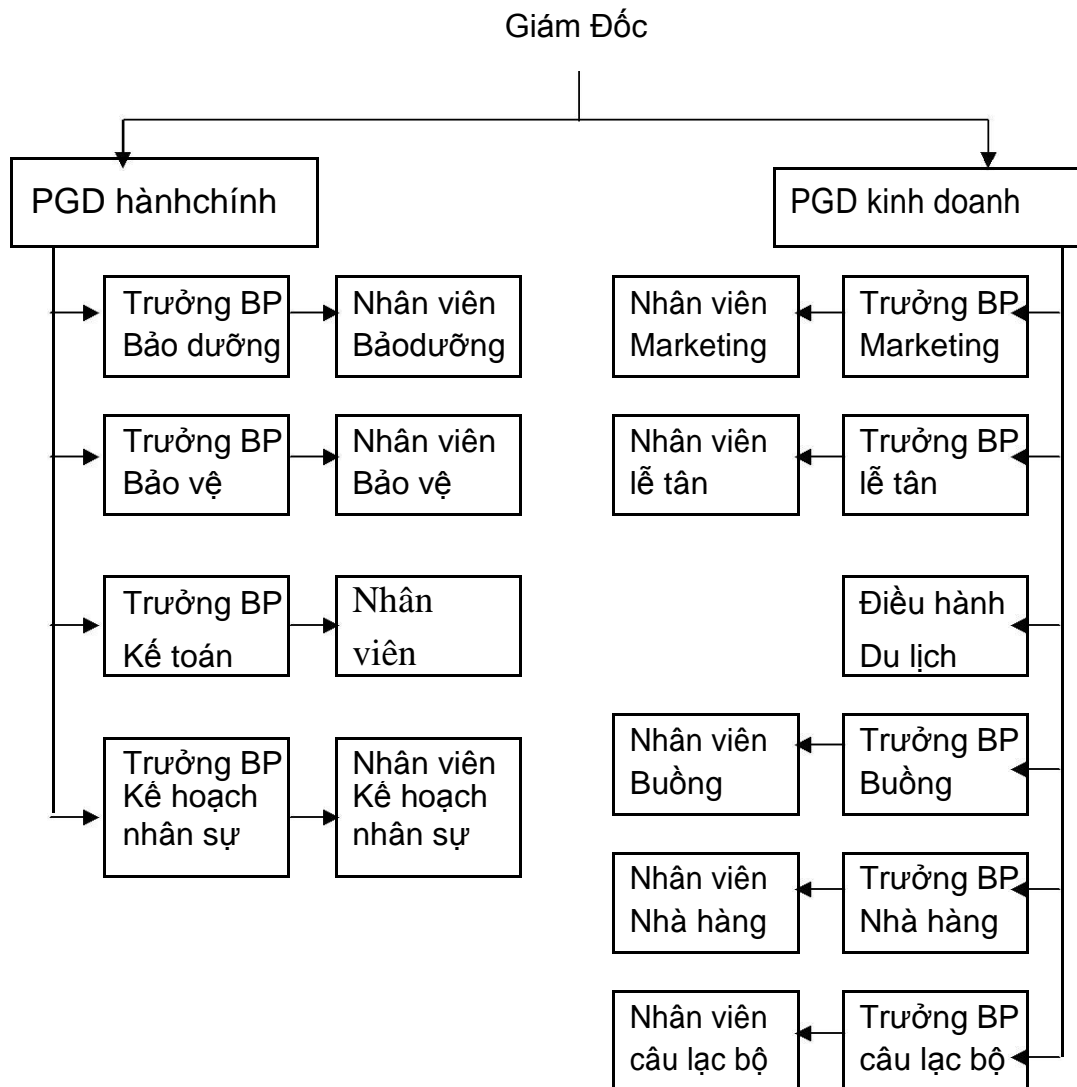 Giám Đốc
PGD hànhchính
PGD kinh doanh
Trưởng BP
Bảo dưỡng
Nhân viên
Bảodưỡng
Nhân viên
Marketing
Trưởng BP
Marketing
Trưởng BP
Bảo vệ
Nhân viên
Bảo vệ
Nhân viên
lễ tân
Trưởng BP
lễ tân
Trưởng BP
Kế toán
Nhân
viên
Điều hành
Du lịch
Trưởng BP
Kế hoạch
nhân sự
Nhân viên
Kế hoạch
nhân sự
Nhân viên
Buồng
Trưởng BP
Buồng
Nhân viên
Nhà hàng
Trưởng BP
Nhà hàng
Nhân viên
câu lạc bộ
Trưởng BP
câu lạc bộ